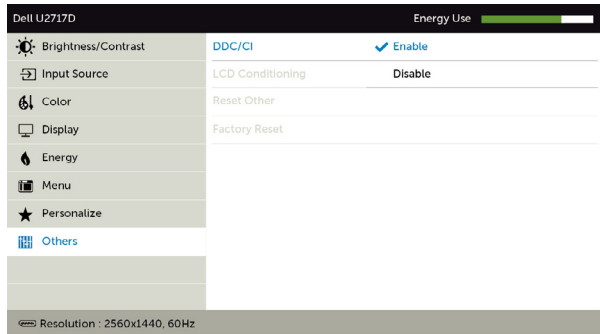 Dell U2717D Energy Use
Brightness/Contrast DDC/CI Enable
Input Source LCD Conditioning Disable
Color Reset Other
Display Factory Reset
Energy
Menu
Personalize
Others
Resolution : 2560x1440, 60Hz